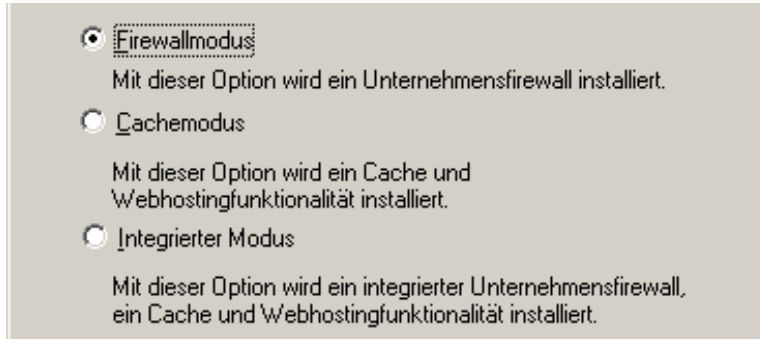 Firewallmodus
Mit dieser Option wird ein Unternehmensfirewall installiert.
Cachemodus
Mit dieser Option wird ein Cache und
Webhostingfunktionalität installiert.
Integrierter Modus
Mit dieser Option wird ein integrierter Unternehmensfirewall,
ein Cache und Webhostingfunktionalität installiert.